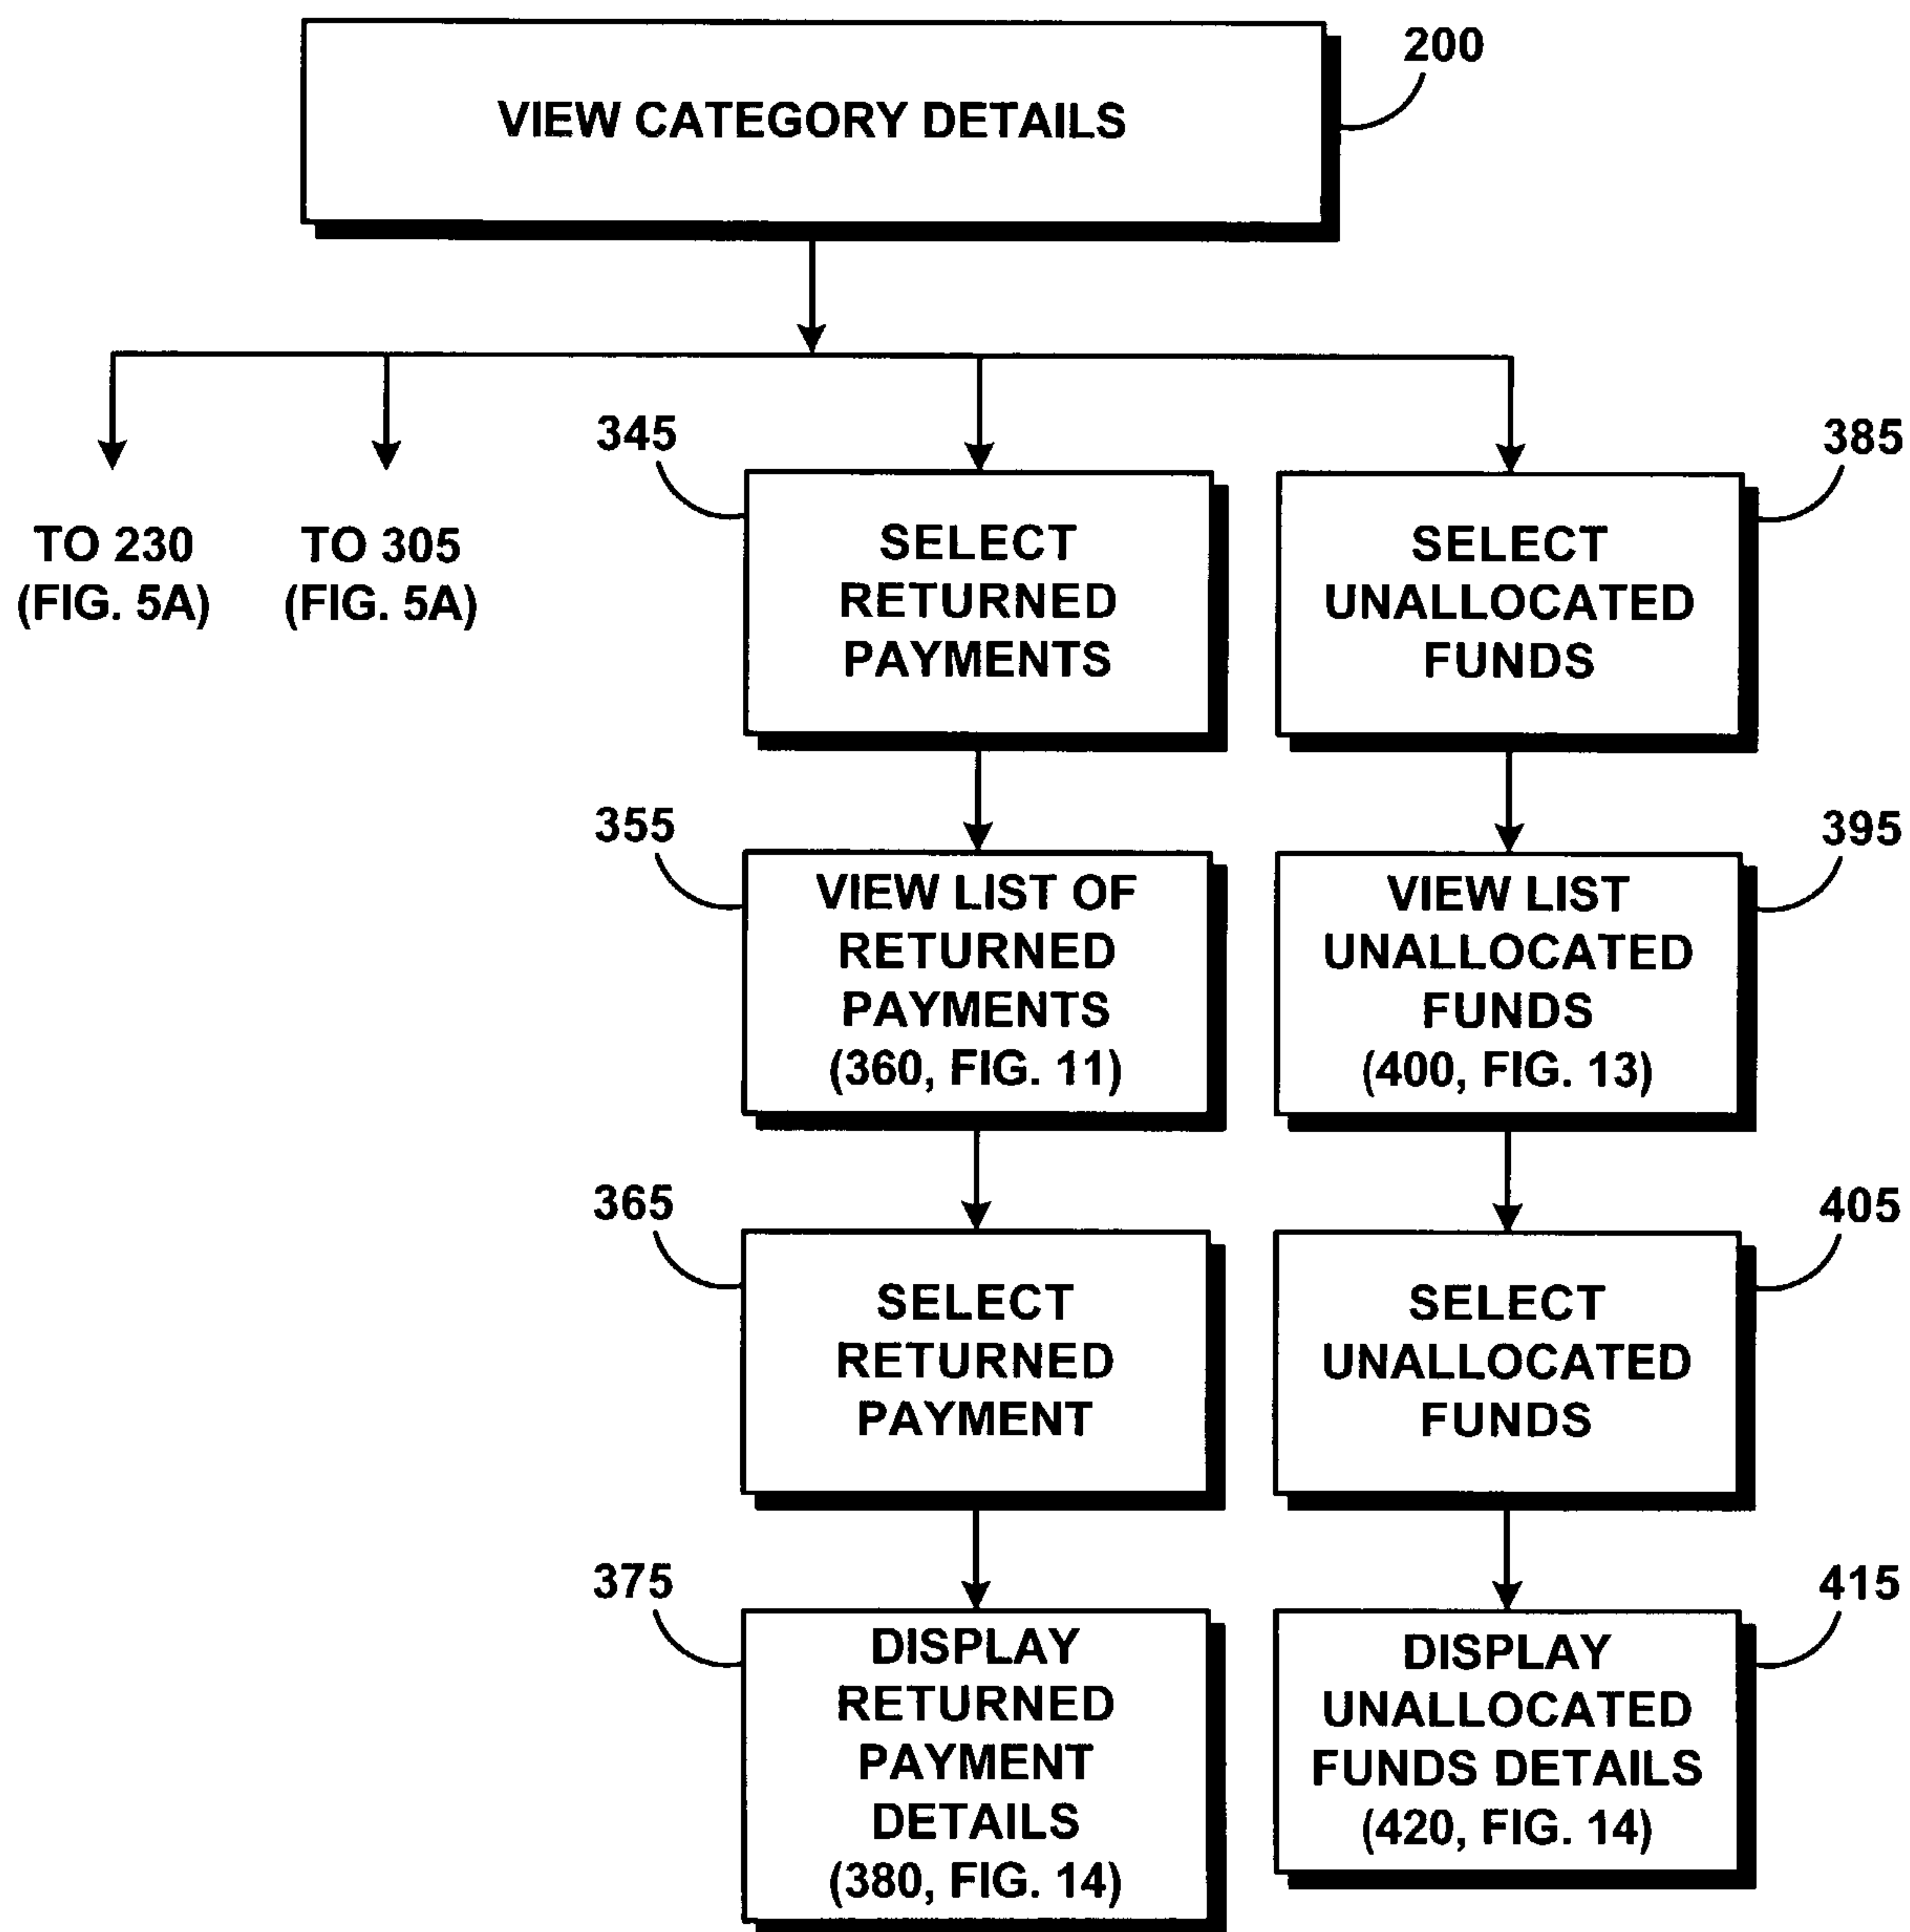 200
VIEW CATEGORY DETAILS
TO 230
(FIG. 5A)
TO 305
(FIG. 5A)
345
SELECT
RETURNED
PAYMENTS
385
SELECT
UNALLOCATED
FUNDS
355
VIEW LIST OF
RETURNED
PAYMENTS
(360, FIG. 11)
395
VIEW LIST
UNALLOCATED
FUNDS
(400, FIG. 13)
365
SELECT
RETURNED
PAYMENT
405
SELECT
UNALLOCATED
FUNDS
375
DISPLAY
RETURNED
PAYMENT
DETAILS
(380, FIG. 14)
415
DISPLAY
UNALLOCATED
FUNDS DETAILS
(420, FIG. 14)